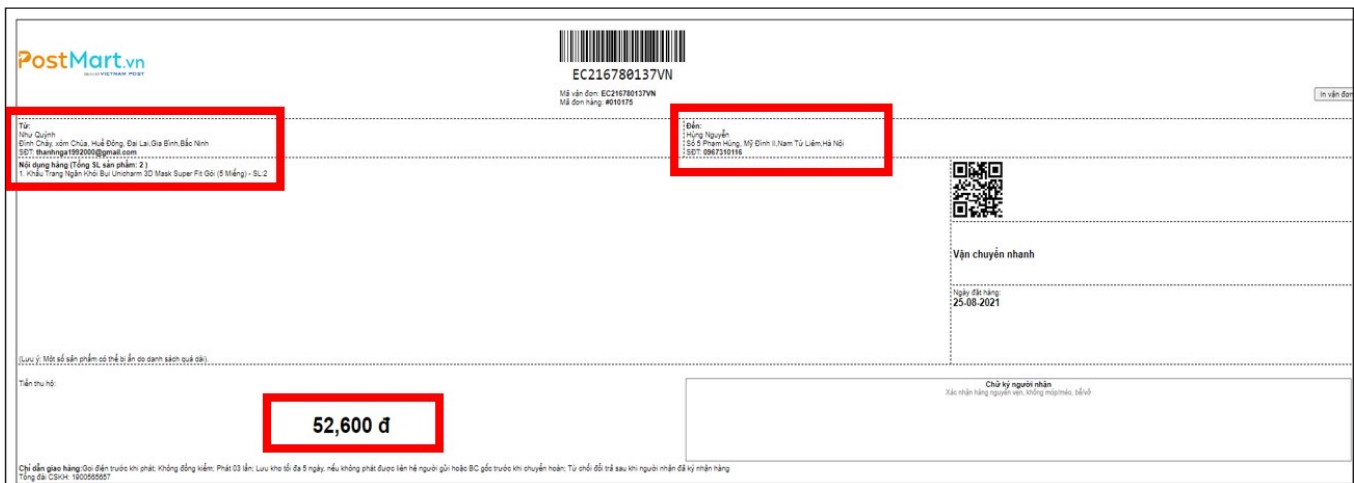 PostMart.vn
VIETNAM POST
EC216780137VN
Mã vận đơn: EC216780137VN
Mã đơn hàng: #010175
In vận đơn
Từ:
Như Quỳnh
Đình Cháy, xóm Chùa, Huề Đông, Đại Lai,Gia Bình,Bắc Ninh
SĐT: thanhnga1992000@gmail.com
Đến:
Hùng Nguyễn
Số 5 Phạm Hùng, Mỹ Đình II,Nam Từ Liêm,Hà Nội
SĐT: 0967310116
Nội dung hàng (Tổng SL sản phẩm: 2 )
1. Khẩu Trang Ngăn Khói Bụi Unicharm 3D Mask Super Fit Gói (5 Miếng) - SL:2
Vận chuyển nhanh
Ngày đặt hàng:
25-08-2021
(Lưu ý: Một số sản phẩm có thể bị ẩn do danh sách quá dài).
Tiền thu hộ:
52,600 đ
Chữ ký người nhận
Xác nhận hàng nguyên vẹn, không móp/méo, bể/vỡ
Chỉ dẫn giao hàng:Gọi điện trước khi phát; Không đồng kiểm; Phát 03 lần; Lưu kho tối đa 5 ngày, nếu không phát được liên hệ người gửi hoặc BC gốc trước khi chuyển hoàn; Từ chối đổi trả sau khi người nhận đã ký nhận hàng
Tổng đài CSKH: 1900565657